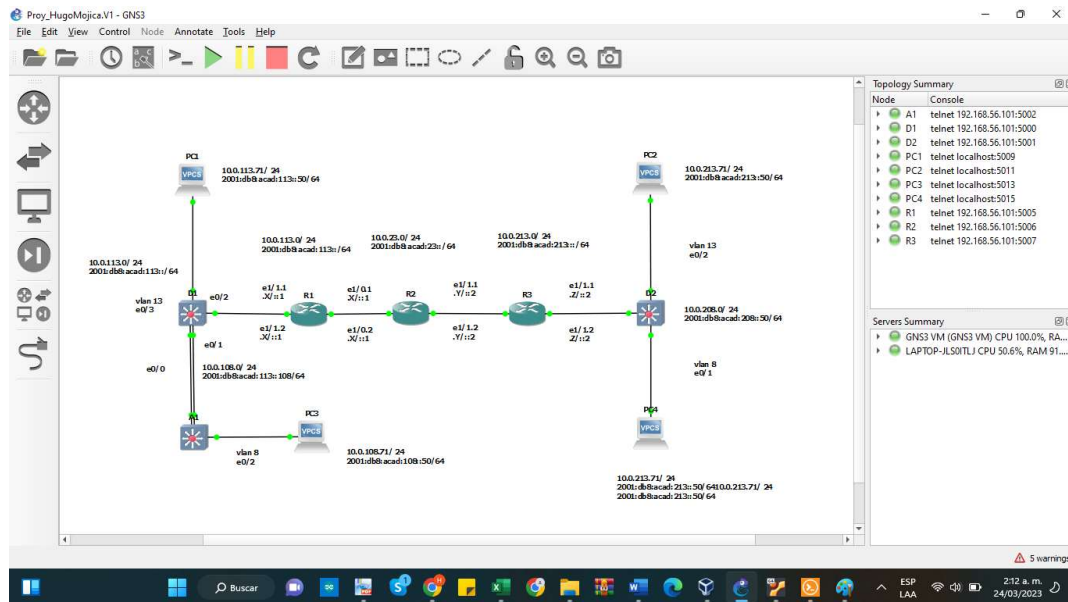 Proy_HugoMojica.V1 - GNS3
File Edit View Control Node Annotate Tools Help
PC1
VPCS
10.0.113.71/ 24
2001:db8:acad:113::50/64
PC2
VPCS
10.0.213.71/ 24
2001:db8:acad:213::50/64
10.0.113.0/ 24
2001:db8:acad:113::/64
10.0.23.0/ 24
2001:db8:acad:23::/64
10.0.213.0/ 24
2001:db8:acad:213::/64
10.0.113.0/ 24
2001:db8:acad:113::/64
vlan 13
e0/2
vlan 13
e0/3
D1
e0/2
e1/1.1
.X/::1
R1
e1/0.1
.X/::1
R2
e1/1.1
.Y/::2
R3
e1/1.1
.Z/::2
D2
10.0.208.0/ 24
2001:db8:acad:208::50/64
e1/1.2
.X/::1
e1/0.2
.X/::1
e1/1.2
.Y/::2
e1/1.2
.Z/::2
e0/1
e0/0
10.0.108.0/ 24
2001:db8:acad:113::108/64
vlan 8
e0/1
A1
PC3
VPCS
vlan 8
e0/2
10.0.108.71/ 24
2001:db8:acad:108::50/64
PC4
VPCS
10.0.213.71/ 24
2001:db8:acad:213::50/6410.0.213.71/ 24
2001:db8:acad:213::50/64
Topology Summary
Node Console
A1 telnet 192.168.56.101:5002
D1 telnet 192.168.56.101:5000
D2 telnet 192.168.56.101:5001
PC1 telnet localhost:5009
PC2 telnet localhost:5011
PC3 telnet localhost:5013
PC4 telnet localhost:5015
R1 telnet 192.168.56.101:5005
R2 telnet 192.168.56.101:5006
R3 telnet 192.168.56.101:5007
Servers Summary
GNS3 VM (GNS3 VM) CPU 100.0%, RA...
LAPTOP-JLS0ITLJ CPU 50.6%, RAM 91....
5 warnings
Buscar
ESP
LAA
2:12 a. m.
24/03/2023